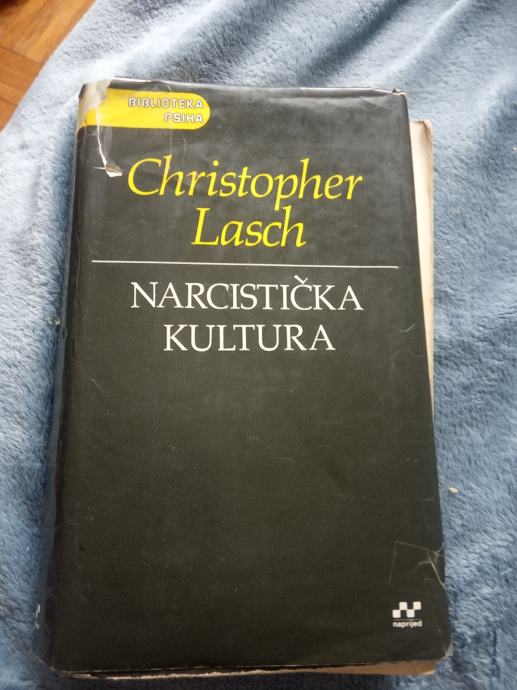 BIBLIOTEKA
PSIHA
Christopher
Lasch
NARCISTIČKA
KULTURA
naprijed